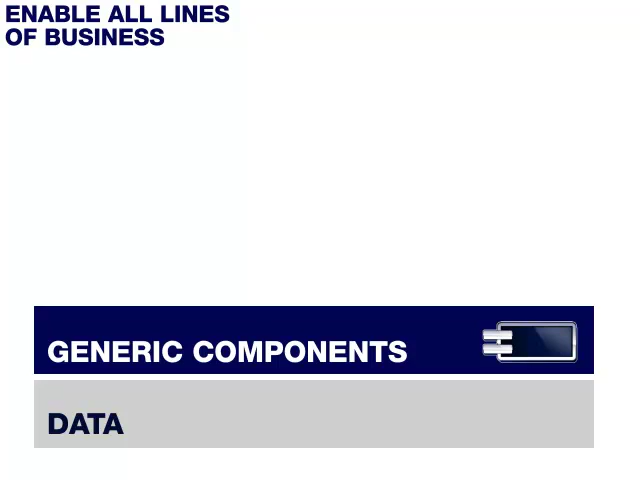 ENABLE ALL LINES
OF BUSINESS
GENERIC COMPONENTS
DATA